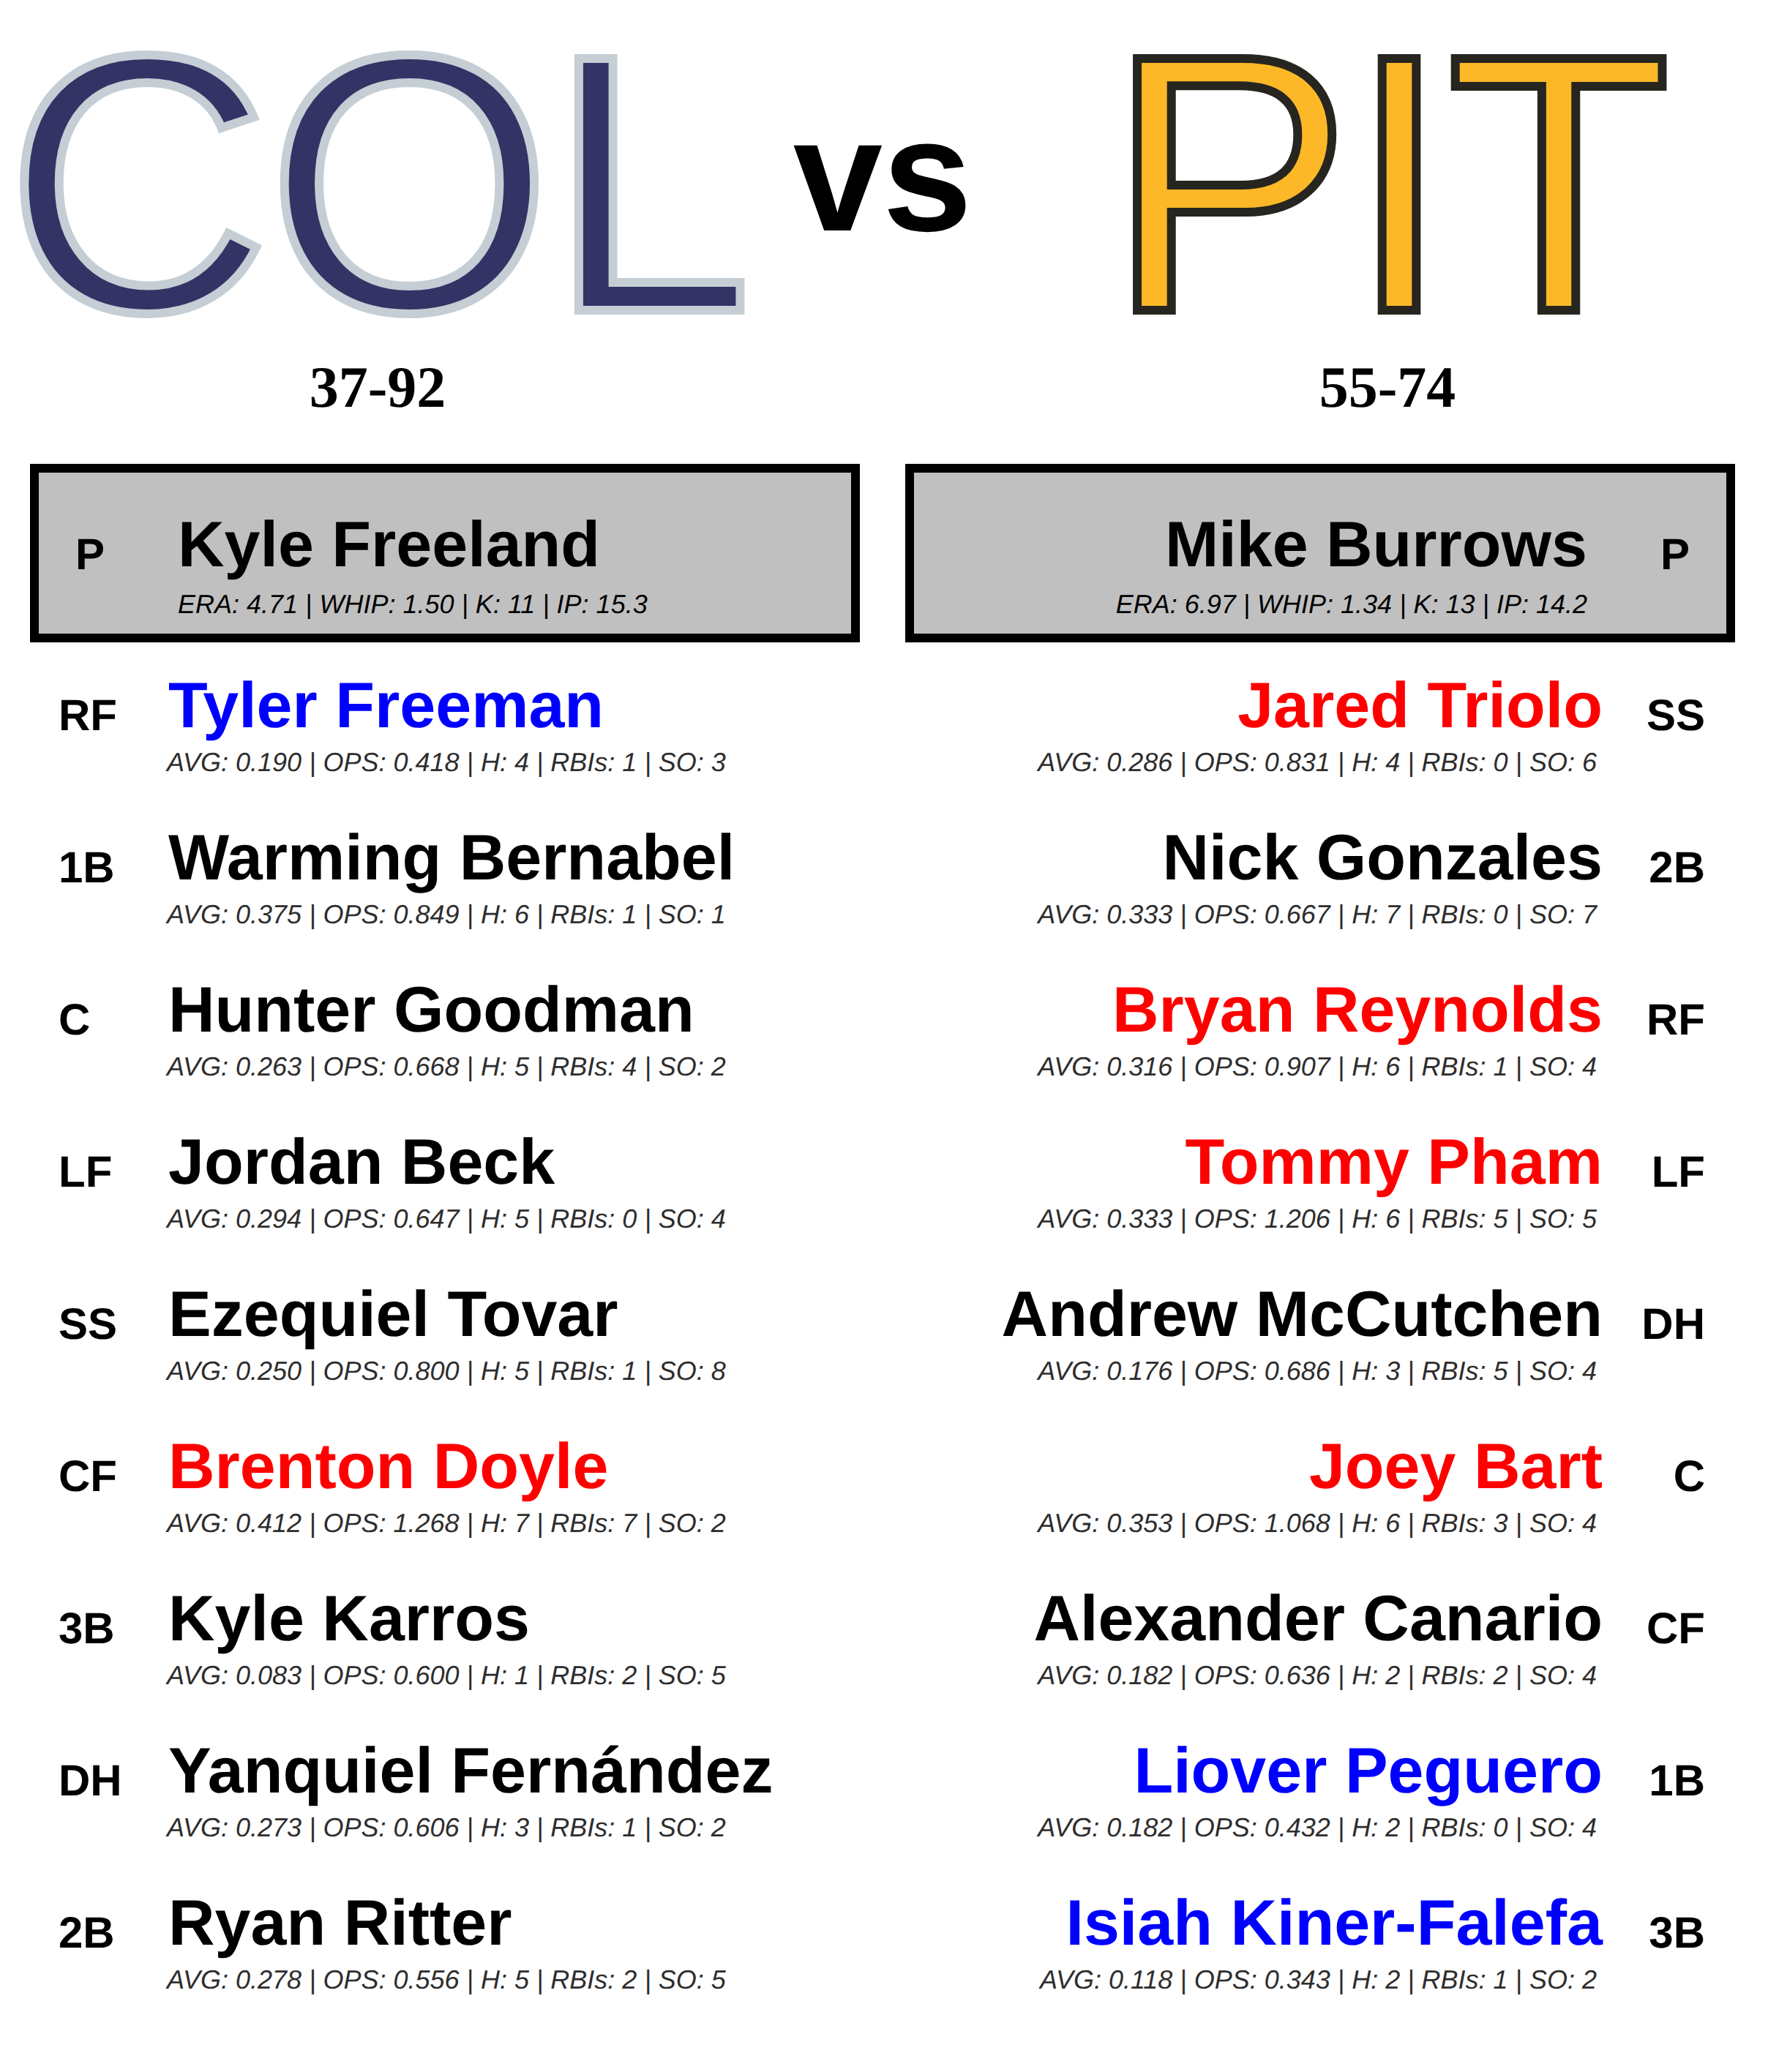 COL vs PIT
37-92
55-74
P Kyle Freeland
ERA: 4.71 | WHIP: 1.50 | K: 11 | IP: 15.3
Mike Burrows P
ERA: 6.97 | WHIP: 1.34 | K: 13 | IP: 14.2
RF Tyler Freeman
AVG: 0.190 | OPS: 0.418 | H: 4 | RBIs: 1 | SO: 3
1B Warming Bernabel
AVG: 0.375 | OPS: 0.849 | H: 6 | RBIs: 1 | SO: 1
C Hunter Goodman
AVG: 0.263 | OPS: 0.668 | H: 5 | RBIs: 4 | SO: 2
LF Jordan Beck
AVG: 0.294 | OPS: 0.647 | H: 5 | RBIs: 0 | SO: 4
SS Ezequiel Tovar
AVG: 0.250 | OPS: 0.800 | H: 5 | RBIs: 1 | SO: 8
CF Brenton Doyle
AVG: 0.412 | OPS: 1.268 | H: 7 | RBIs: 7 | SO: 2
3B Kyle Karros
AVG: 0.083 | OPS: 0.600 | H: 1 | RBIs: 2 | SO: 5
DH Yanquiel Fernández
AVG: 0.273 | OPS: 0.606 | H: 3 | RBIs: 1 | SO: 2
2B Ryan Ritter
AVG: 0.278 | OPS: 0.556 | H: 5 | RBIs: 2 | SO: 5
Jared Triolo SS
AVG: 0.286 | OPS: 0.831 | H: 4 | RBIs: 0 | SO: 6
Nick Gonzales 2B
AVG: 0.333 | OPS: 0.667 | H: 7 | RBIs: 0 | SO: 7
Bryan Reynolds RF
AVG: 0.316 | OPS: 0.907 | H: 6 | RBIs: 1 | SO: 4
Tommy Pham LF
AVG: 0.333 | OPS: 1.206 | H: 6 | RBIs: 5 | SO: 5
Andrew McCutchen DH
AVG: 0.176 | OPS: 0.686 | H: 3 | RBIs: 5 | SO: 4
Joey Bart C
AVG: 0.353 | OPS: 1.068 | H: 6 | RBIs: 3 | SO: 4
Alexander Canario CF
AVG: 0.182 | OPS: 0.636 | H: 2 | RBIs: 2 | SO: 4
Liover Peguero 1B
AVG: 0.182 | OPS: 0.432 | H: 2 | RBIs: 0 | SO: 4
Isiah Kiner-Falefa 3B
AVG: 0.118 | OPS: 0.343 | H: 2 | RBIs: 1 | SO: 2